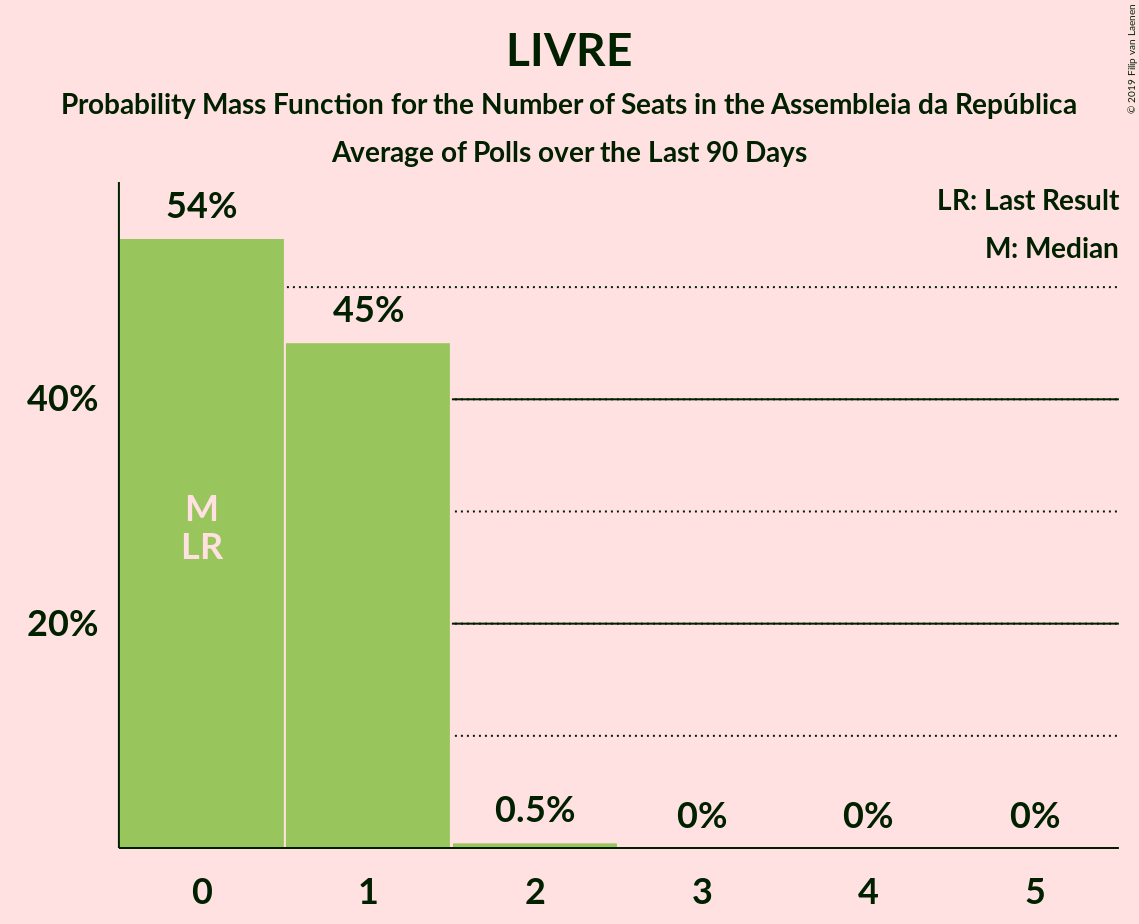 LIVRE
Probability Mass Function for the Number of Seats in the Assembleia da República
Average of Polls over the Last 90 Days
© 2019 Filip van Laenen
LR: Last Result
M: Median
54%
45%
40%
M
LR
20%
0.5%
0%
0%
0%
0
1
2
3
4
5